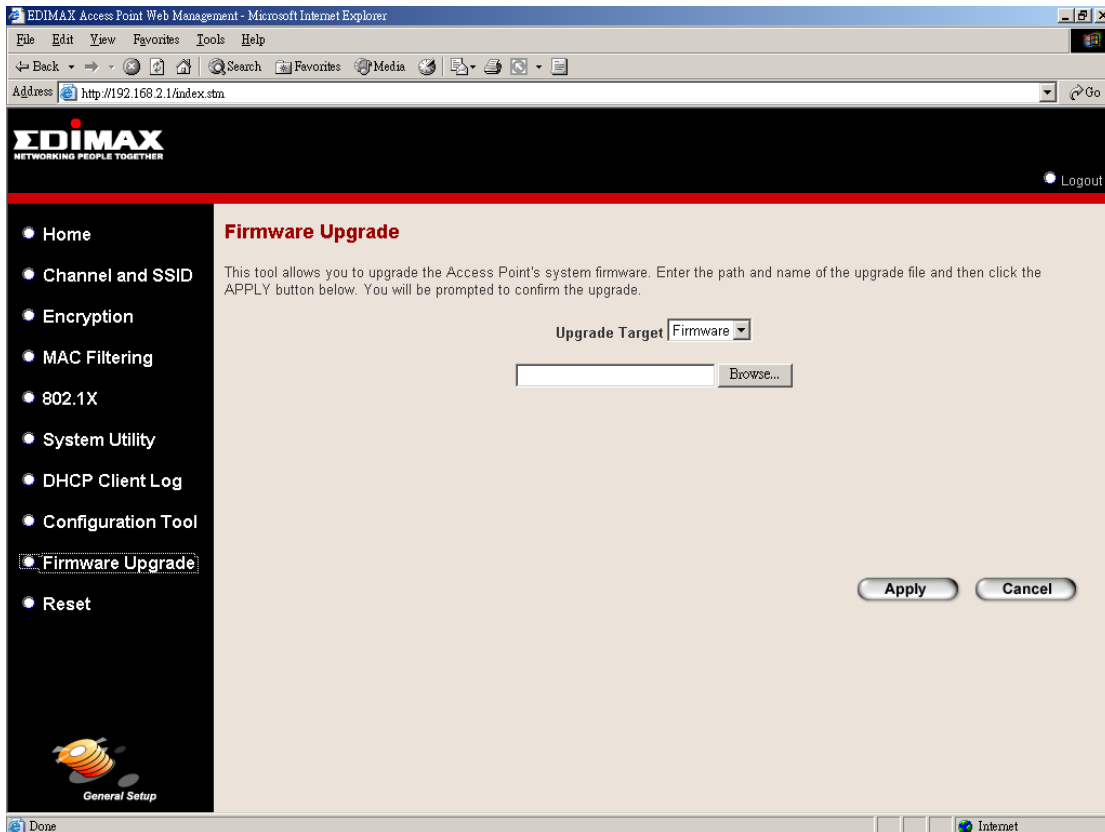 EDIMAX Access Point Web Management - Microsoft Internet Explorer
File Edit View Favorites Tools Help
Back Search Favorites Media
Address http://192.168.2.1/index.stm Go
EDIMAX
NETWORKING PEOPLE TOGETHER
Logout
Home
Channel and SSID
Encryption
MAC Filtering
802.1X
System Utility
DHCP Client Log
Configuration Tool
Firmware Upgrade
Reset
General Setup
Firmware Upgrade
This tool allows you to upgrade the Access Point's system firmware. Enter the path and name of the upgrade file and then click the
APPLY button below. You will be prompted to confirm the upgrade.
Upgrade Target Firmware
Browse...
Apply Cancel
Done Internet